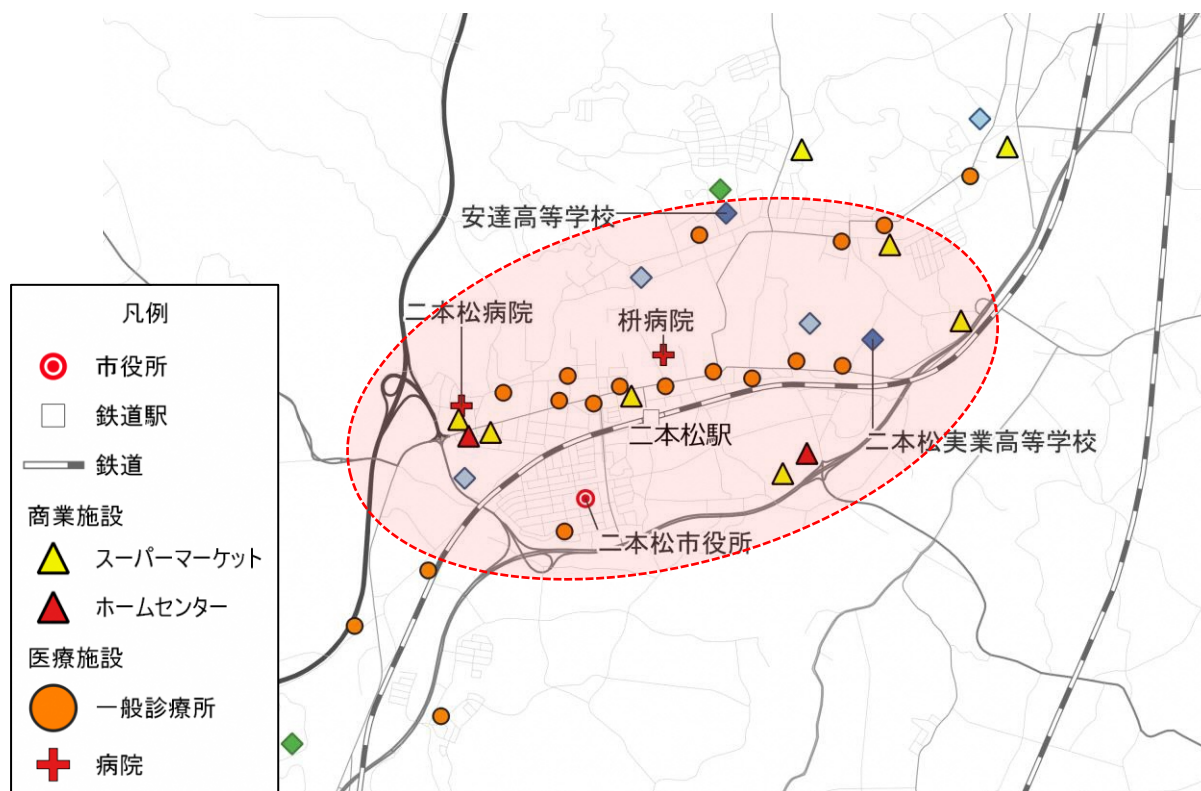 安達高等学校
二本松病院
枡病院
二本松駅
二本松実業高等学校
二本松市役所
凡例
市役所
鉄道駅
鉄道
商業施設
スーパーマーケット
ホームセンター
医療施設
一般診療所
病院